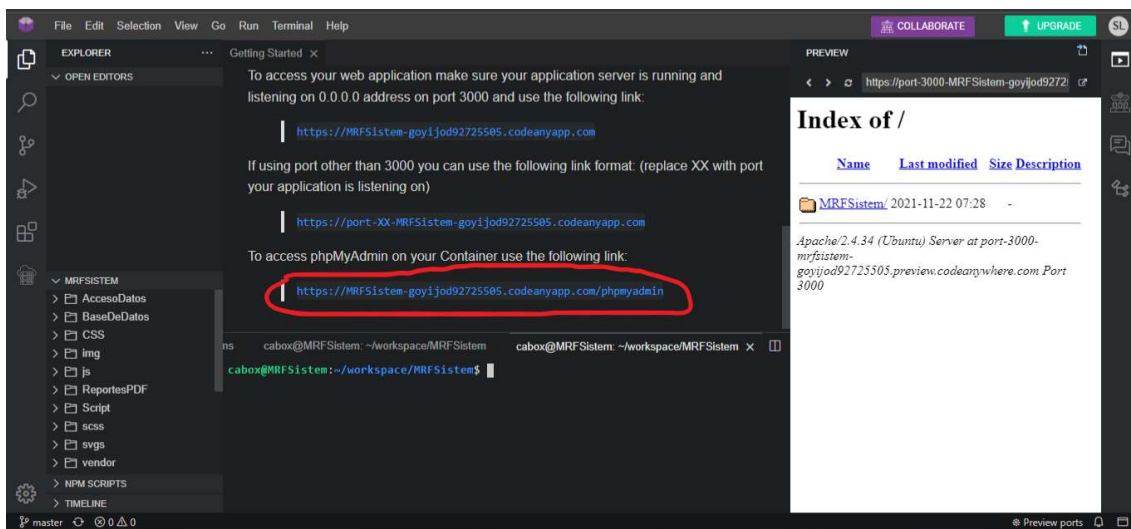 File Edit Selection View Go Run Terminal Help
COLLABORATE
UPGRADE
SL
EXPLORER
OPEN EDITORS
MRFSISTEM
AccesoDatos
BaseDeDatos
CSS
img
js
ReportesPDF
Script
scss
svgs
vendor
NPM SCRIPTS
TIMELINE
Getting Started
To access your web application make sure your application server is running and
listening on 0.0.0.0 address on port 3000 and use the following link:
https://MRFSistem-goyijod92725505.codeanyapp.com
If using port other than 3000 you can use the following link format: (replace XX with port
your application is listening on)
https://port-XX-MRFSistem-goyijod92725505.codeanyapp.com
To access phpMyAdmin on your Container use the following link:
https://MRFSistem-goyijod92725505.codeanyapp.com/phpmyadmin
ns cabox@MRFSistem: ~/workspace/MRFSistem cabox@MRFSistem: ~/workspace/MRFSistem
cabox@MRFSistem:~/workspace/MRFSistem$
PREVIEW
https://port-3000-MRFSistem-goyijod9272
Index of /
Name Last modified Size Description
MRFSistem/ 2021-11-22 07:28 -
Apache/2.4.34 (Ubuntu) Server at port-3000-
mrfsistem-
goyijod92725505.preview.codeanywhere.com Port
3000
master 0 0
Preview ports